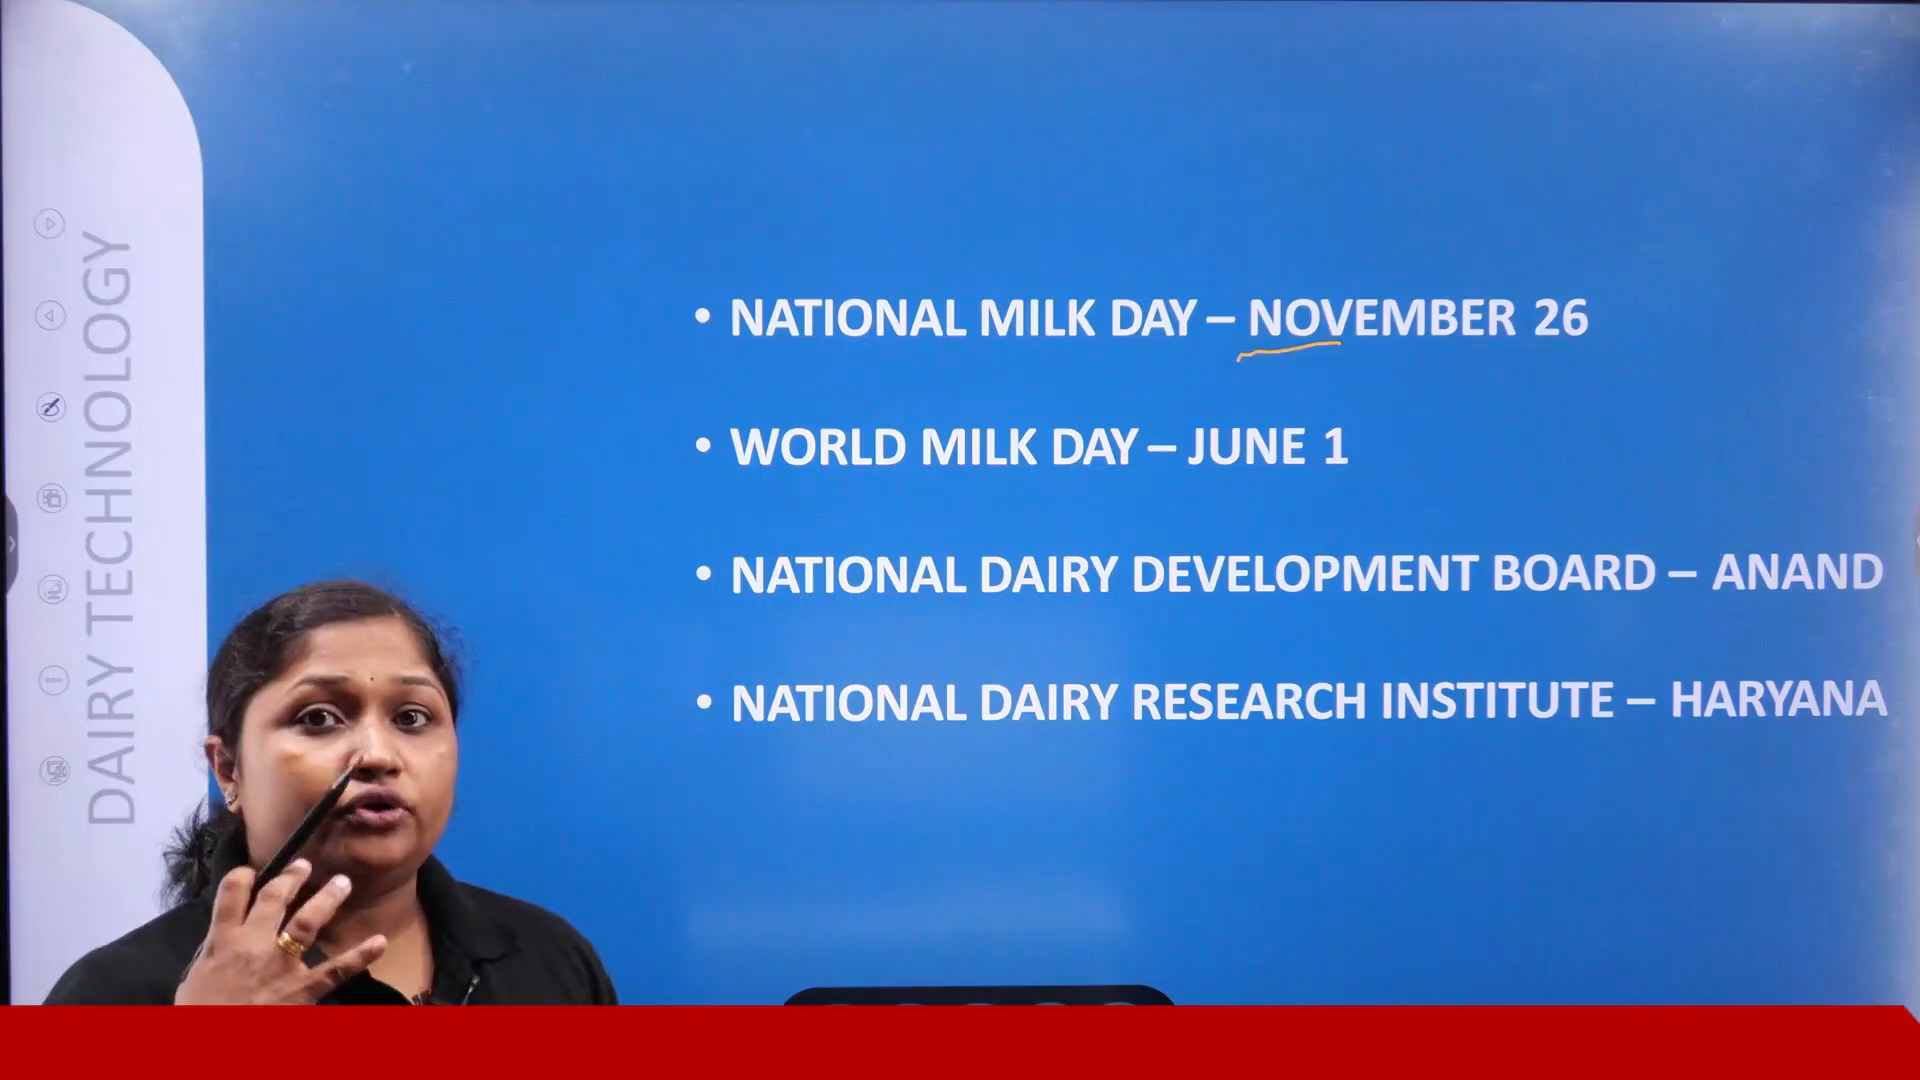 DAIRY TECHNOLOGY
• NATIONAL MILK DAY – NOVEMBER 26
• WORLD MILK DAY – JUNE 1
• NATIONAL DAIRY DEVELOPMENT BOARD – ANAND
• NATIONAL DAIRY RESEARCH INSTITUTE – HARYANA